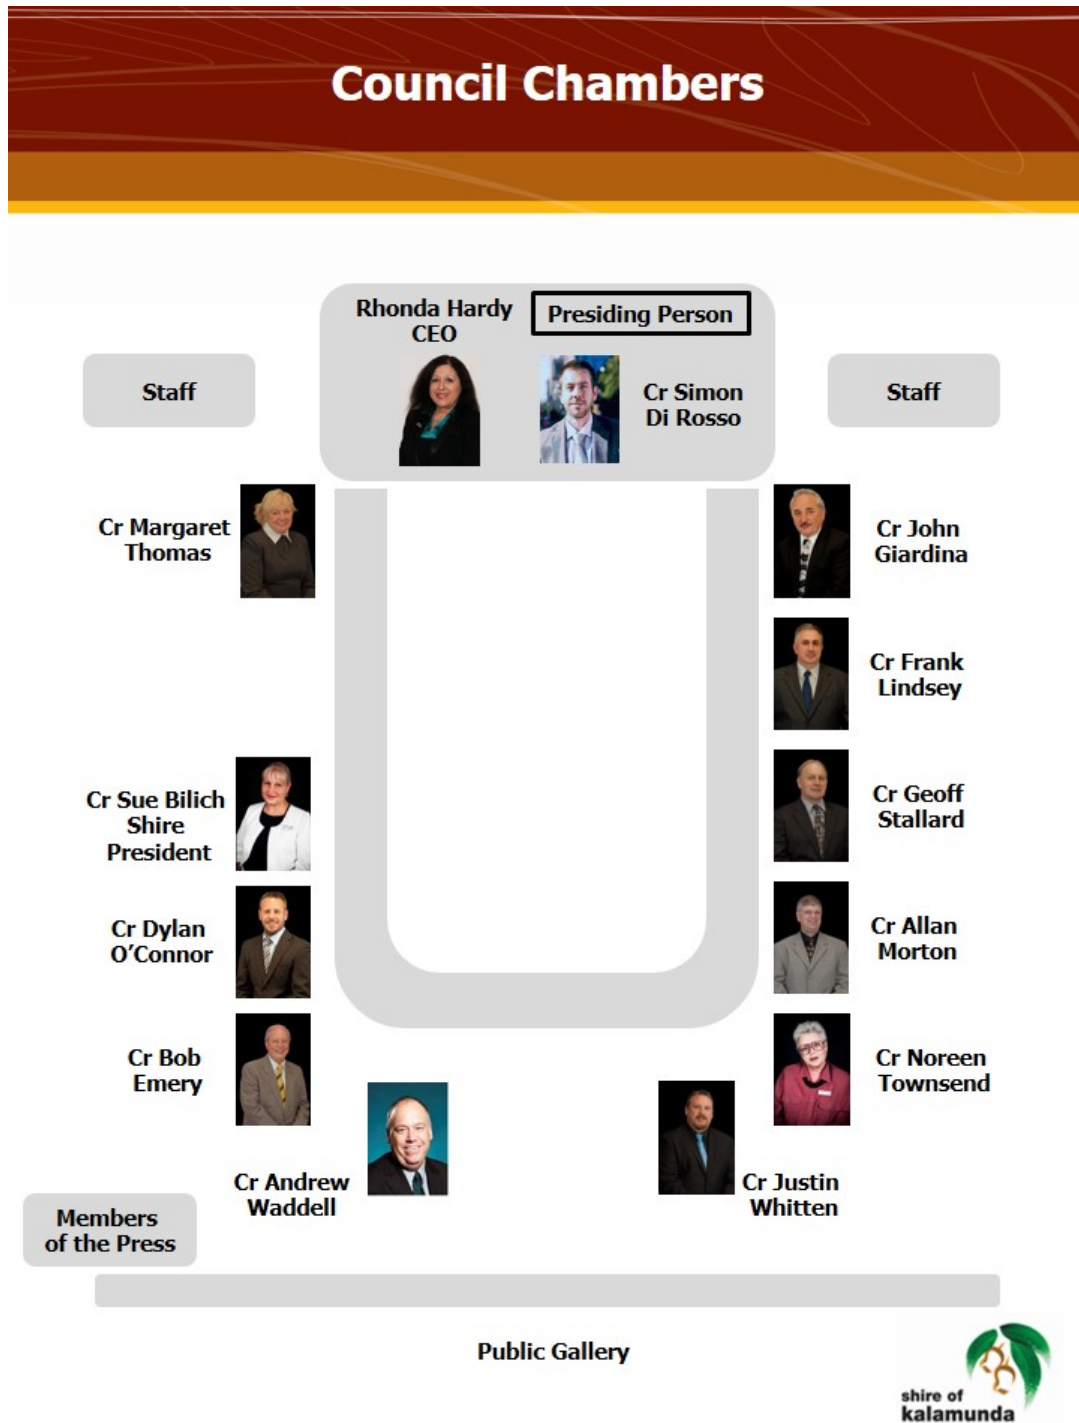 Council Chambers
Rhonda Hardy
CEO
Presiding Person
Cr Simon
Di Rosso
Staff
Staff
Cr Margaret
Thomas
Cr John
Giardina
Cr Frank
Lindsey
Cr Sue Bilich
Shire
President
Cr Geoff
Stallard
Cr Dylan
O’Connor
Cr Allan
Morton
Cr Bob
Emery
Cr Noreen
Townsend
Cr Andrew
Waddell
Cr Justin
Whitten
Members
of the Press
Public Gallery
shire of
kalamunda